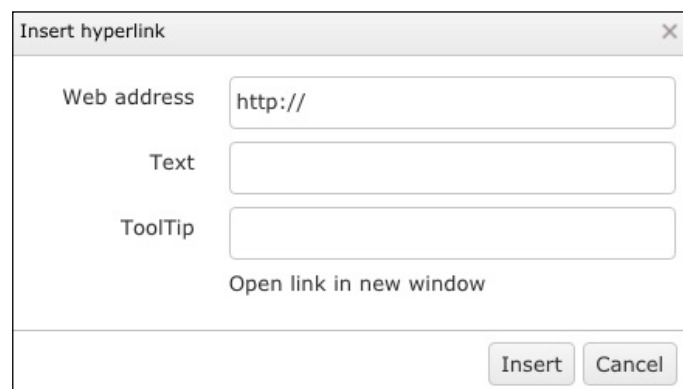 Insert hyperlink
Web address
http://
Text
ToolTip
Open link in new window
Insert
Cancel